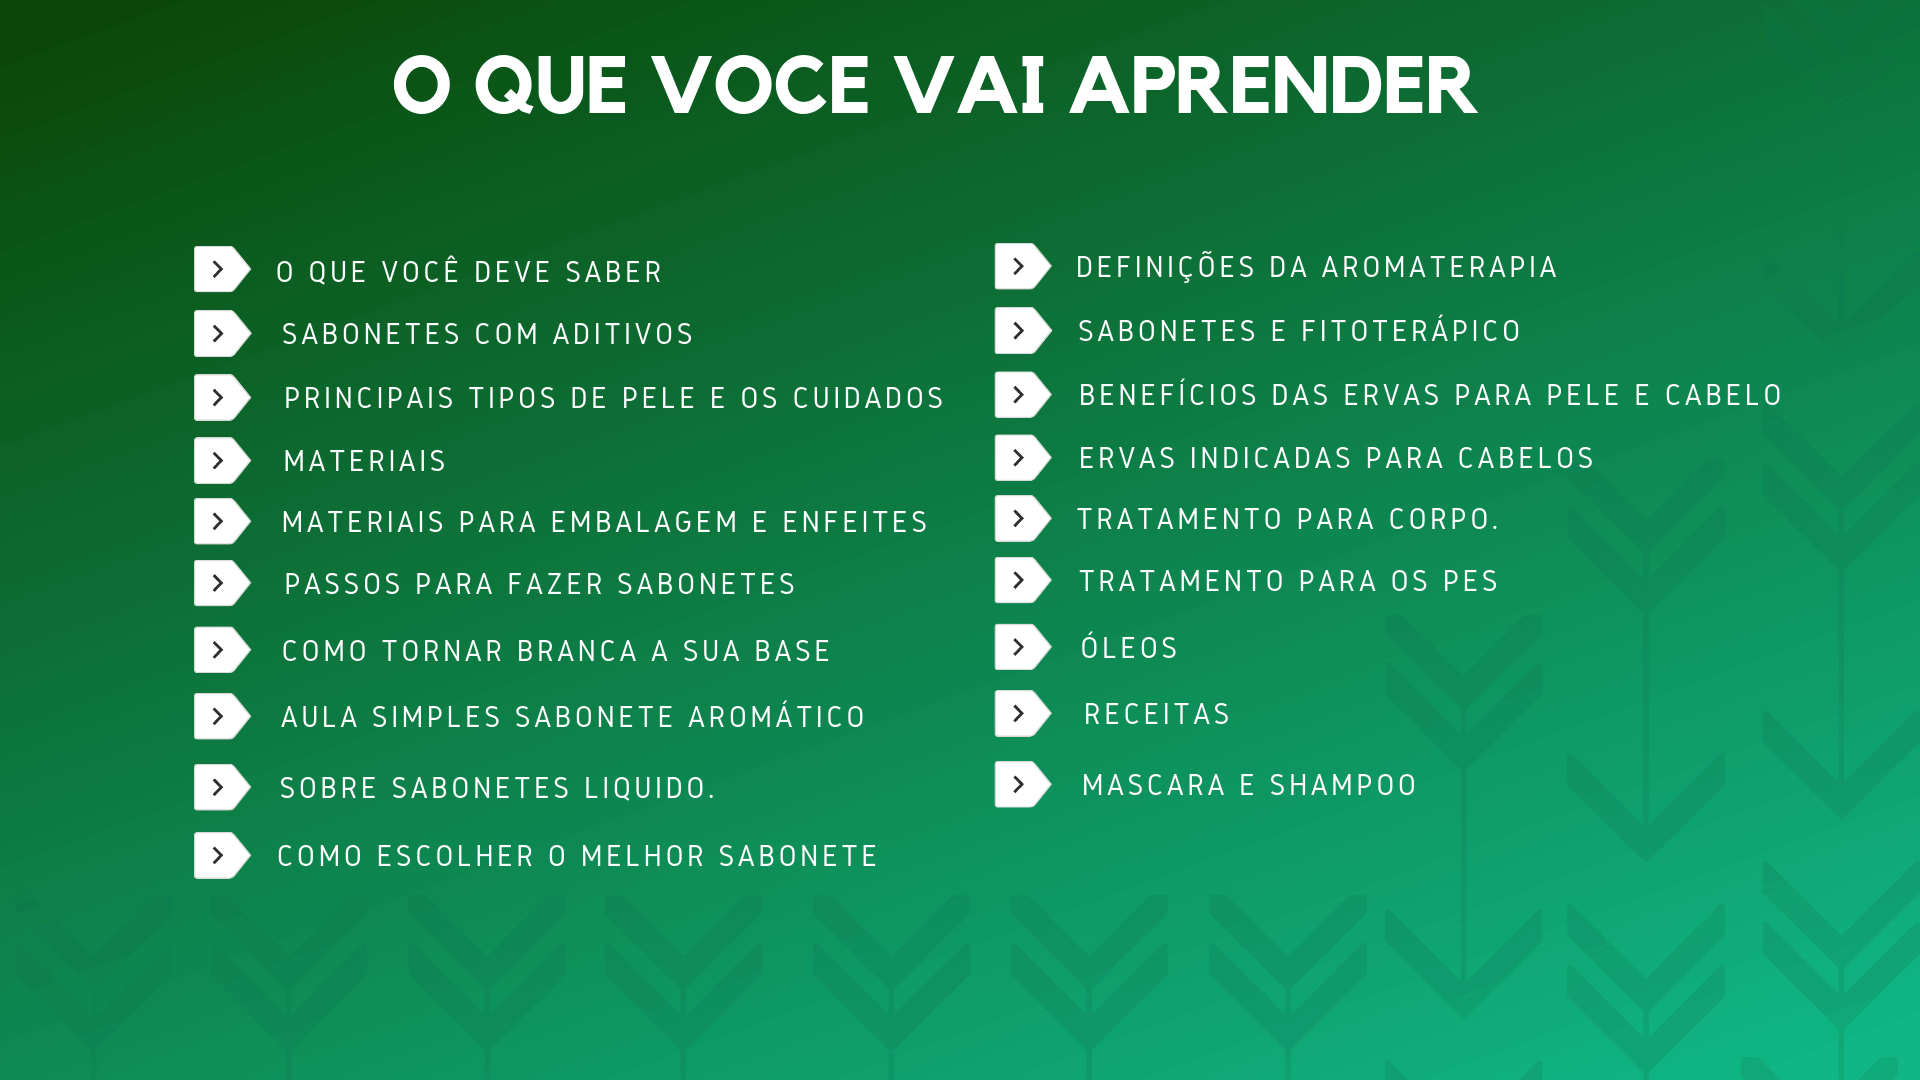 O QUE VOCE VAI APRENDER
O QUE VOCÊ DEVE SABER
SABONETES COM ADITIVOS
PRINCIPAIS TIPOS DE PELE E OS CUIDADOS
MATERIAIS
MATERIAIS PARA EMBALAGEM E ENFEITES
PASSOS PARA FAZER SABONETES
COMO TORNAR BRANCA A SUA BASE
AULA SIMPLES SABONETE AROMÁTICO
SOBRE SABONETES LIQUIDO.
COMO ESCOLHER O MELHOR SABONETE
DEFINIÇÕES DA AROMATERAPIA
SABONETES E FITOTERÁPICO
BENEFÍCIOS DAS ERVAS PARA PELE E CABELO
ERVAS INDICADAS PARA CABELOS
TRATAMENTO PARA CORPO.
TRATAMENTO PARA OS PES
ÓLEOS
RECEITAS
MASCARA E SHAMPOO